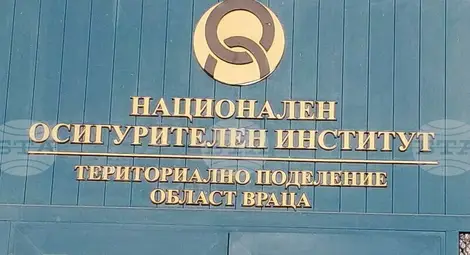 НАЦИОНАЛЕН
ОСИГУРИТЕЛЕН ИНСТИТУТ
ТЕРИТОРИАЛНО ПОДЕЛЕНИЕ
ОБЛАСТ ВРАЦА